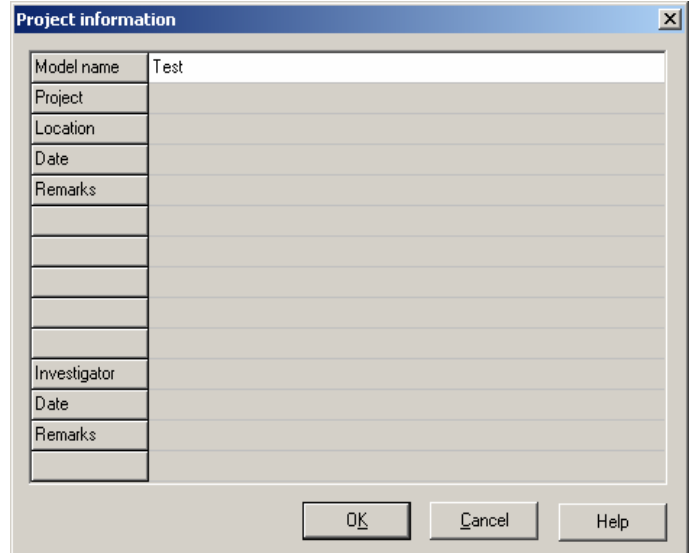 Project information
Model name Test
Project
Location
Date
Remarks
Investigator
Date
Remarks
OK Cancel Help